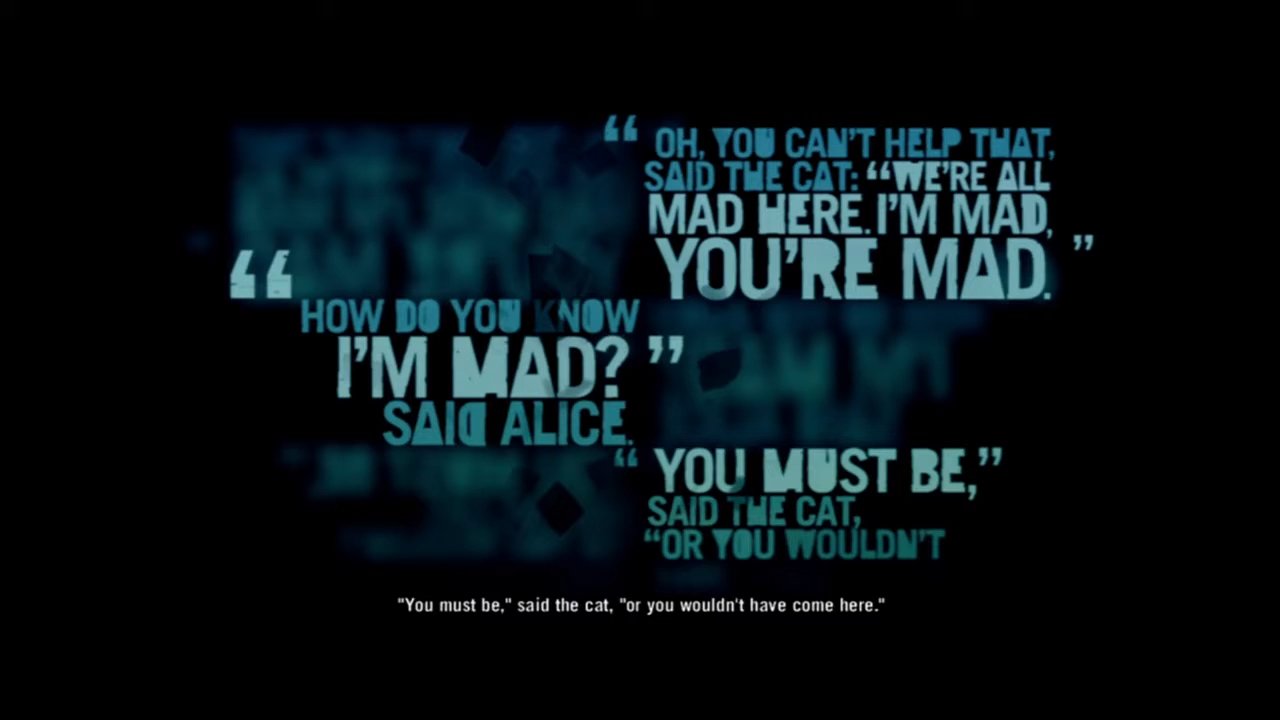 “ OH, YOU CAN’T HELP THAT,
SAID THE CAT: “WE’RE ALL
MAD HERE. I’M MAD,
YOU’RE MAD. ”
“ HOW DO YOU KNOW
I’M MAD? ”
SAID ALICE.
“ YOU MUST BE,”
SAID THE CAT,
“OR YOU WOULDN’T
"You must be," said the cat, "or you wouldn't have come here."